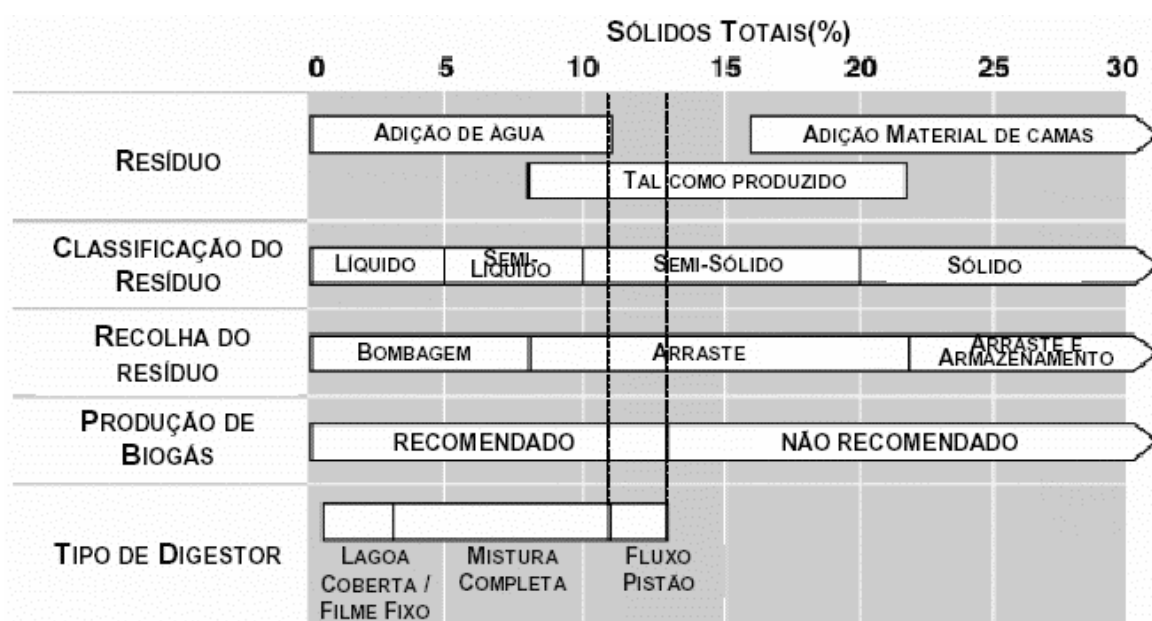 SÓLIDOS TOTAIS(%)
0 5 10 15 20 25 30
RESÍDUO
ADIÇÃO DE ÀGUA
ADIÇÃO MATERIAL DE CAMAS
TAL COMO PRODUZIDO
CLASSIFICAÇÃO DO
RESÍDUO
LÍQUIDO
SEMI-
LÍQUIDO
SEMI-SÓLIDO
SÓLIDO
RECOLHA DO
RESÍDUO
BOMBAGEM
ARRASTE
ARRASTE E
ARMAZENAMENTO
PRODUÇÃO DE
BIOGÁS
RECOMENDADO
NÃO RECOMENDADO
TIPO DE DIGESTOR
LAGOA
COBERTA /
FILME FIXO
MISTURA
COMPLETA
FLUXO
PISTÃO